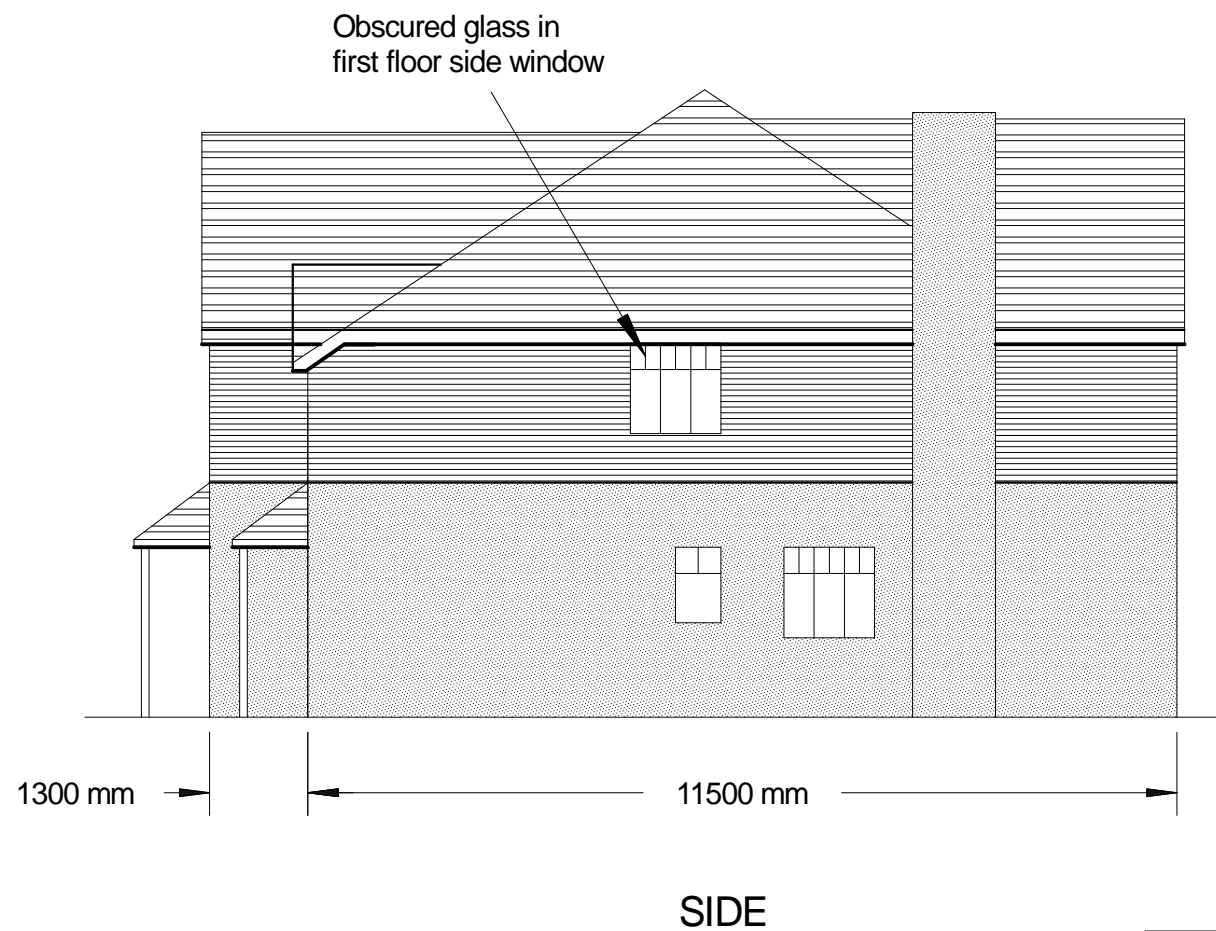 Obscured glass in
first floor side window
1300 mm
11500 mm
SIDE